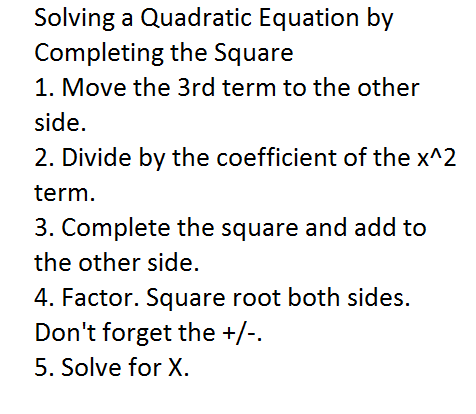 Solving a Quadratic Equation by
Completing the Square
1. Move the 3rd term to the other
side.
2. Divide by the coefficient of the x^2
term.
3. Complete the square and add to
the other side.
4. Factor. Square root both sides.
Don't forget the +/-.
5. Solve for X.